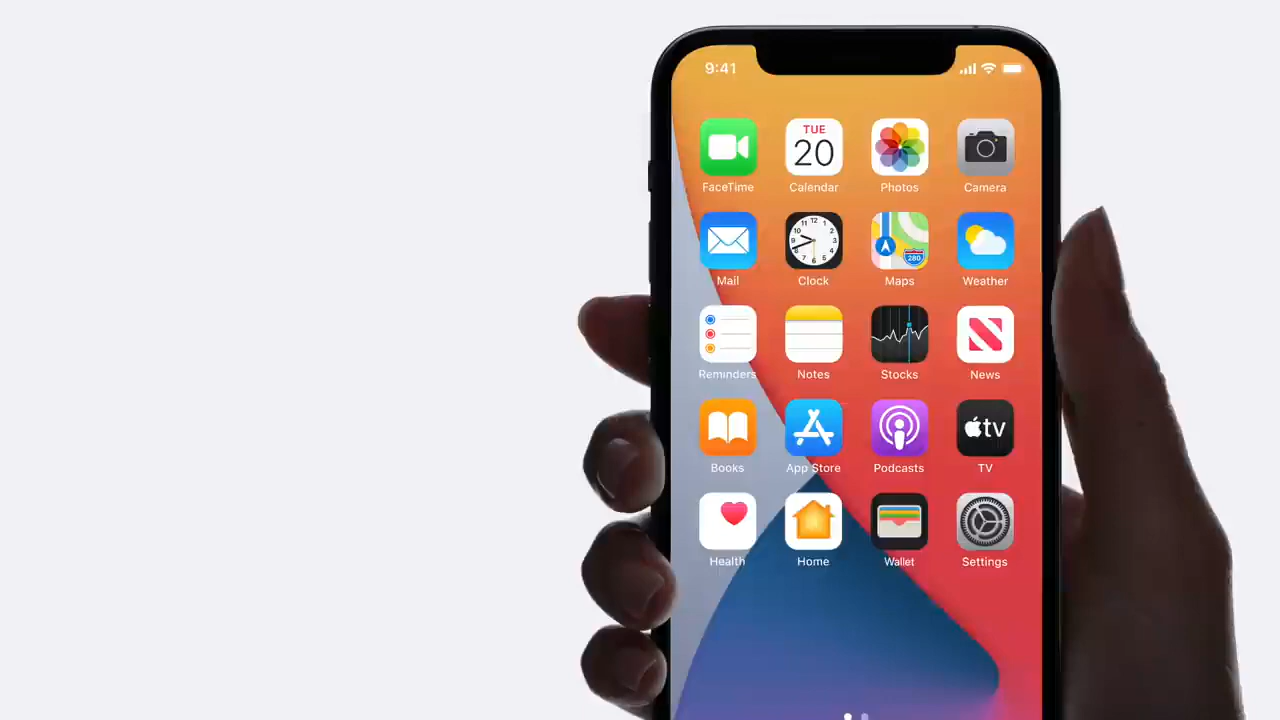 9:41
TUE
20
FaceTime
Calendar
Photos
Camera
280
Mail
Clock
Maps
Weather
Reminders
Notes
Stocks
News
tv
Books
App Store
Podcasts
TV
Health
Home
Wallet
Settings